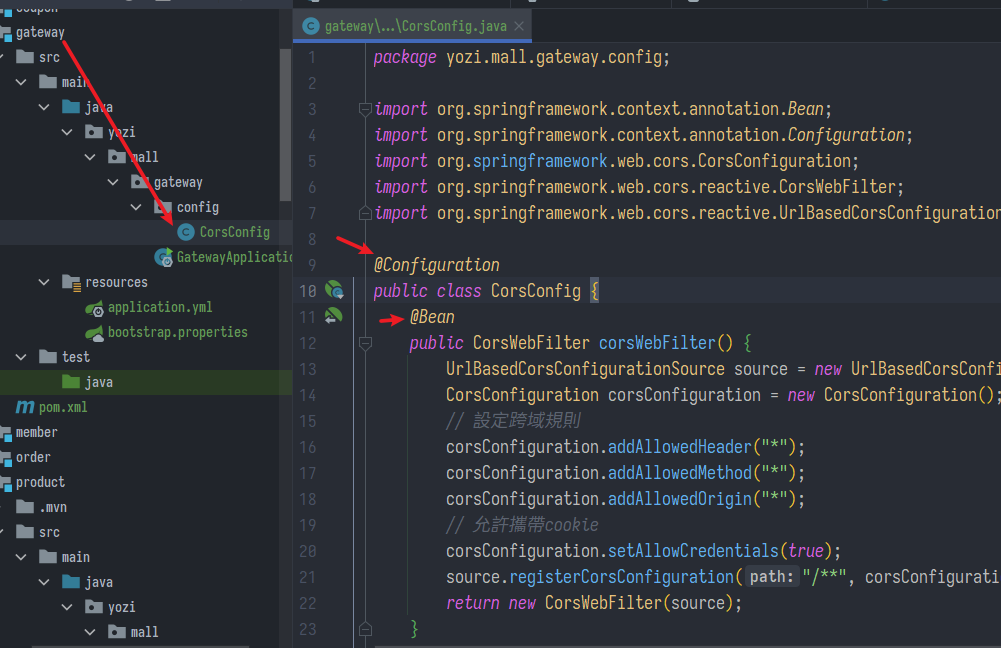 coupon
gateway
src
main
java
yozi
mall
gateway
config
CorsConfig
GatewayApplicatio
resources
application.yml
bootstrap.properties
test
java
pom.xml
member
order
product
.mvn
src
main
java
yozi
mall
gateway\...\CorsConfig.java
1 package yozi.mall.gateway.config;
2
3 import org.springframework.context.annotation.Bean;
4 import org.springframework.context.annotation.Configuration;
5 import org.springframework.web.cors.CorsConfiguration;
6 import org.springframework.web.cors.reactive.CorsWebFilter;
7 import org.springframework.web.cors.reactive.UrlBasedCorsConfiguration
8
9 @Configuration
10 public class CorsConfig {
11 @Bean
12 public CorsWebFilter corsWebFilter() {
13 UrlBasedCorsConfigurationSource source = new UrlBasedCorsConfi
14 CorsConfiguration corsConfiguration = new CorsConfiguration();
15 // 設定跨域規則
16 corsConfiguration.addAllowedHeader("*");
17 corsConfiguration.addAllowedMethod("*");
18 corsConfiguration.addAllowedOrigin("*");
19 // 允許攜帶cookie
20 corsConfiguration.setAllowCredentials(true);
21 source.registerCorsConfiguration( path: "/**", corsConfigurati
22 return new CorsWebFilter(source);
23 }